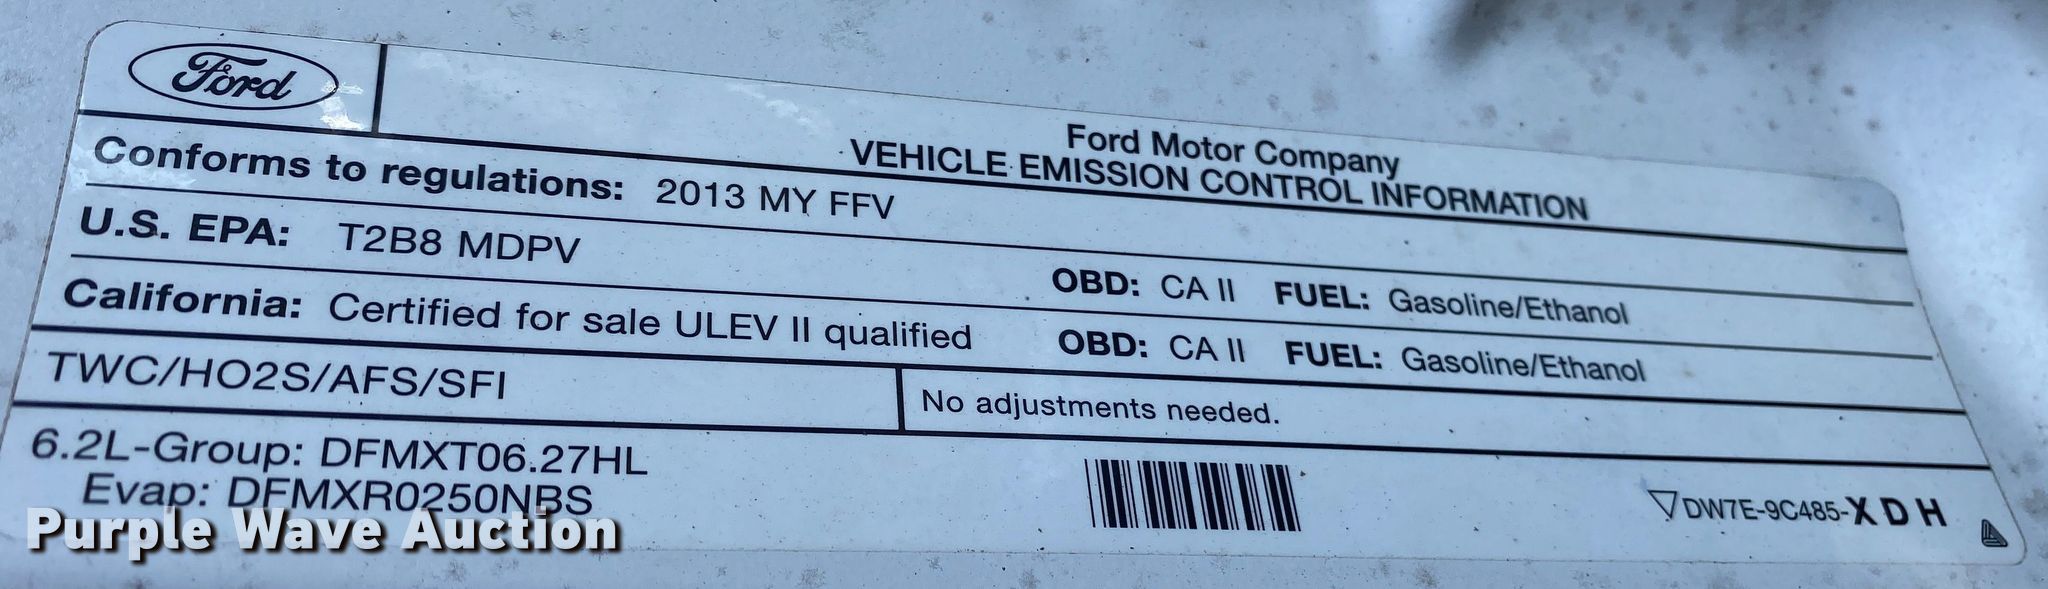 Ford
Ford Motor Company
VEHICLE EMISSION CONTROL INFORMATION
Conforms to regulations: 2013 MY FFV
U.S. EPA: T2B8 MDPV OBD: CA II FUEL: Gasoline/Ethanol
California: Certified for sale ULEV II qualified OBD: CA II FUEL: Gasoline/Ethanol
TWC/HO2S/AFS/SFI No adjustments needed.
6.2L-Group: DFMXT06.27HL
Evap: DFMXR0250NBS
DW7E-9C485-XDH
Purple Wave Auction